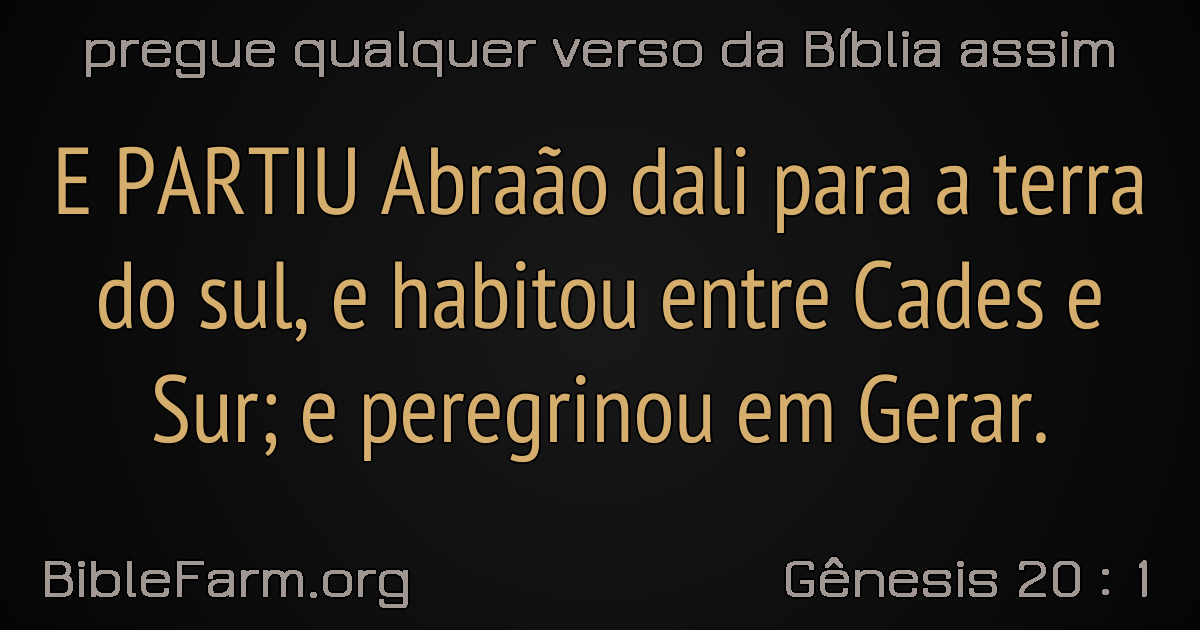 pregue qualquer verso da Bíblia assim
E PARTIU Abraão dali para a terra
do sul, e habitou entre Cades e
Sur; e peregrinou em Gerar.
BibleFarm.org
Gênesis 20 : 1